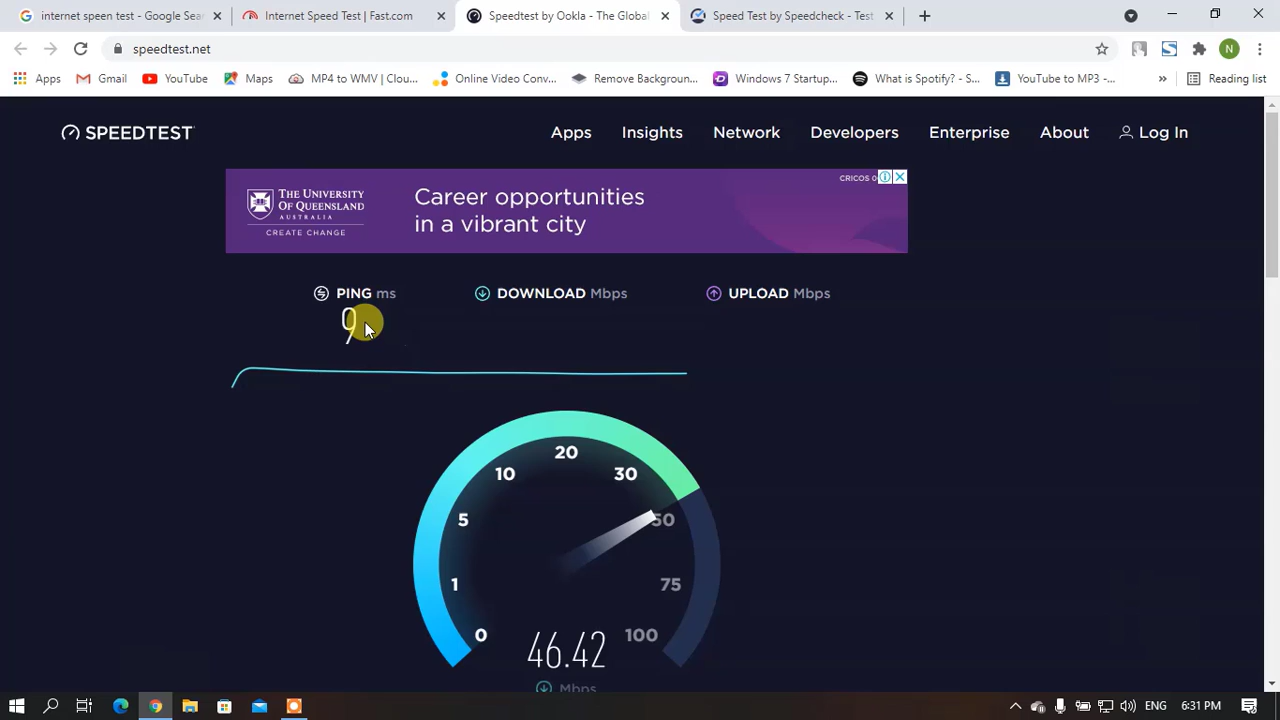 internet speen test - Google Sear
Internet Speed Test | Fast.com
Speedtest by Ookla - The Global
Speed Test by Speedcheck - Test
speedtest.net
N
Apps
Gmail
YouTube
Maps
MP4 to WMV | Clou...
Online Video Conv...
Remove Backgroun...
Windows 7 Startup...
What is Spotify? - S...
YouTube to MP3 -...
»
Reading list
SPEEDTEST
Apps
Insights
Network
Developers
Enterprise
About
Log In
THE UNIVERSITY
OF QUEENSLAND
AUSTRALIA
CREATE CHANGE
Career opportunities
in a vibrant city
CRICOS 0
PING ms
DOWNLOAD Mbps
UPLOAD Mbps
9
20
10
30
5
50
1
75
0
100
46.42
Mbps
ENG
6:31 PM